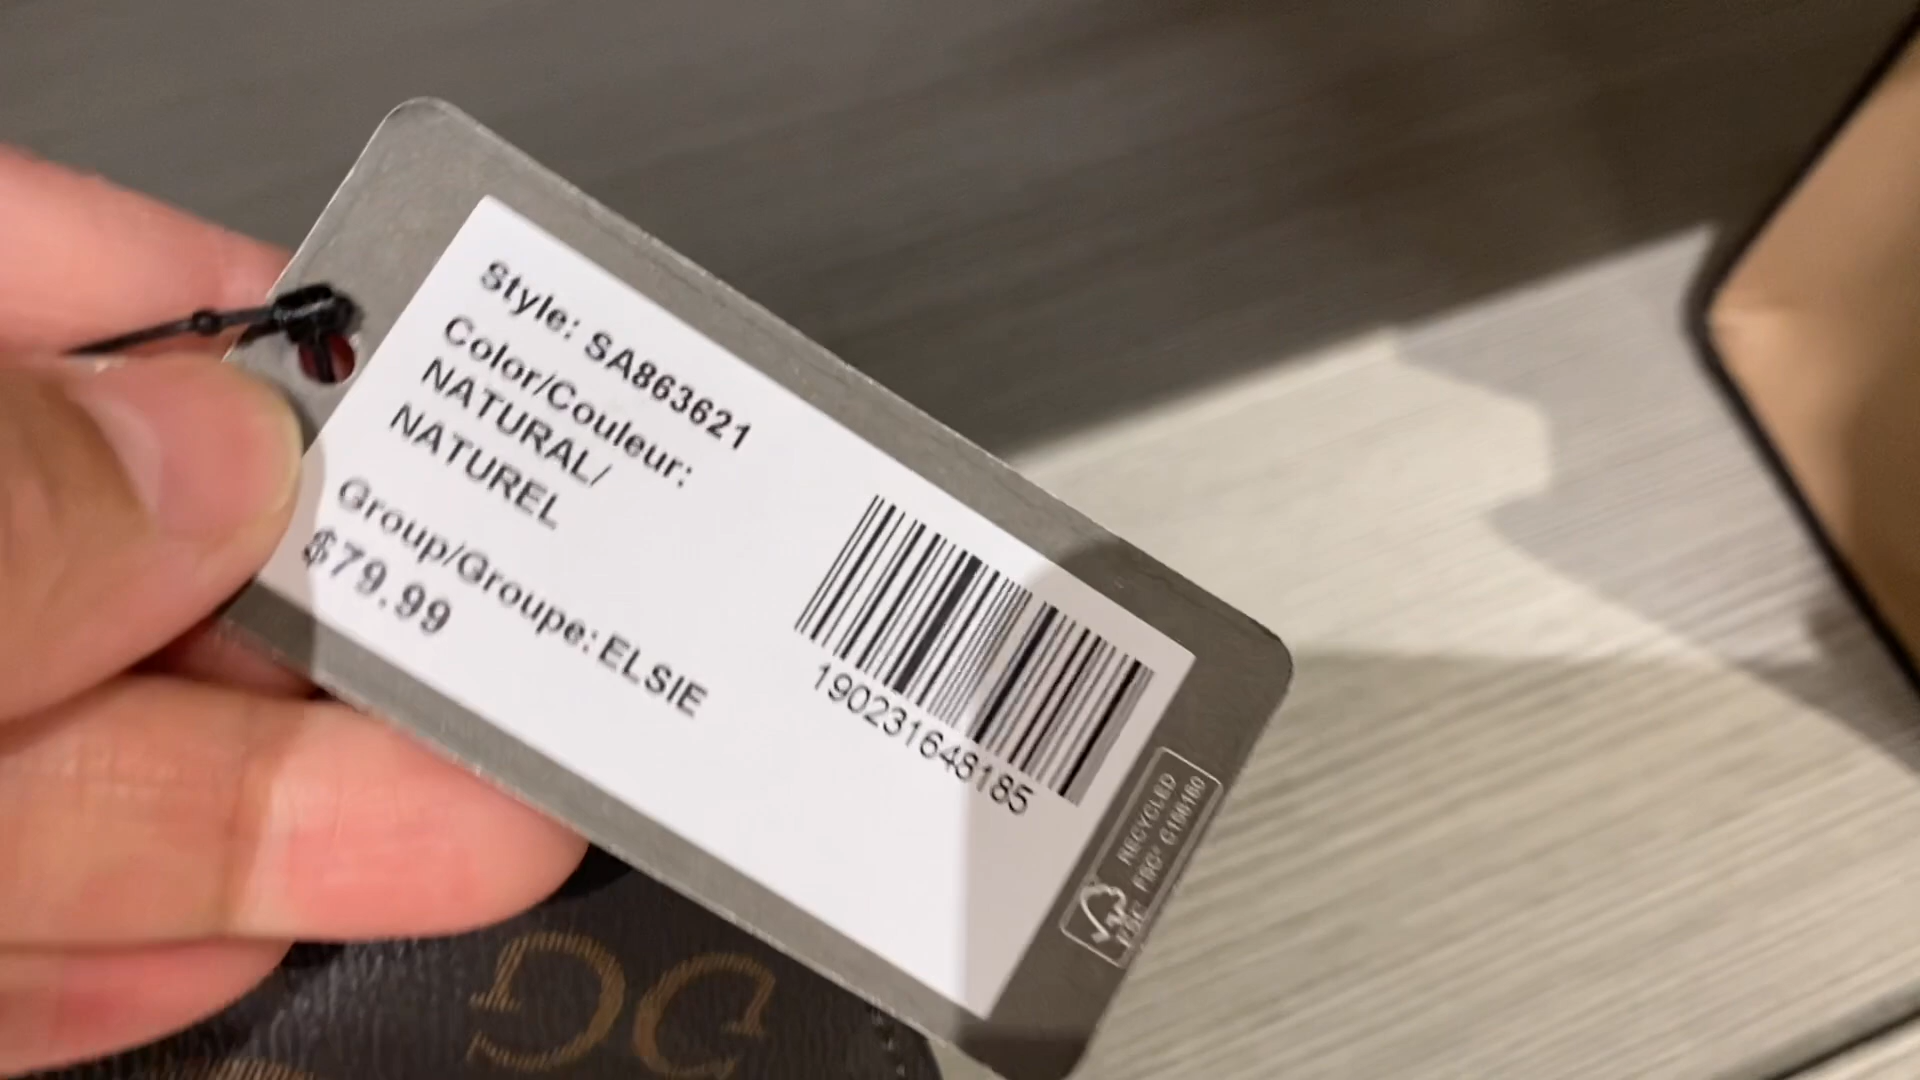 Style: SA863621
Color/Couleur:
NATURAL/
NATUREL
Group/Groupe: ELSIE
$79.99
190231648185
RECYCLED